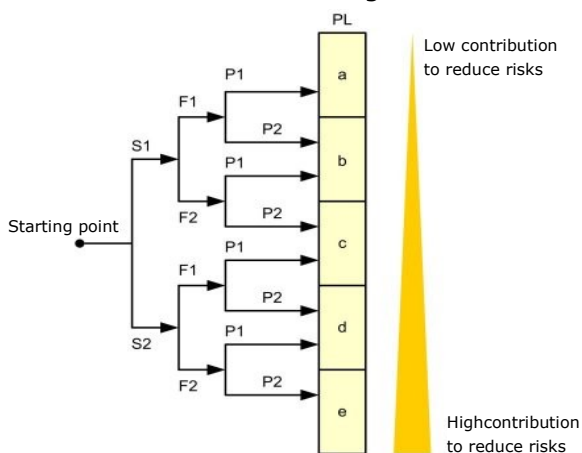 PL
Low contribution
to reduce risks
P1
a
F1
P2
S1
P1
b
F2
P2
Starting point
c
P1
F1
P2
S2
P1
d
F2
P2
e
Highcontribution
to reduce risks